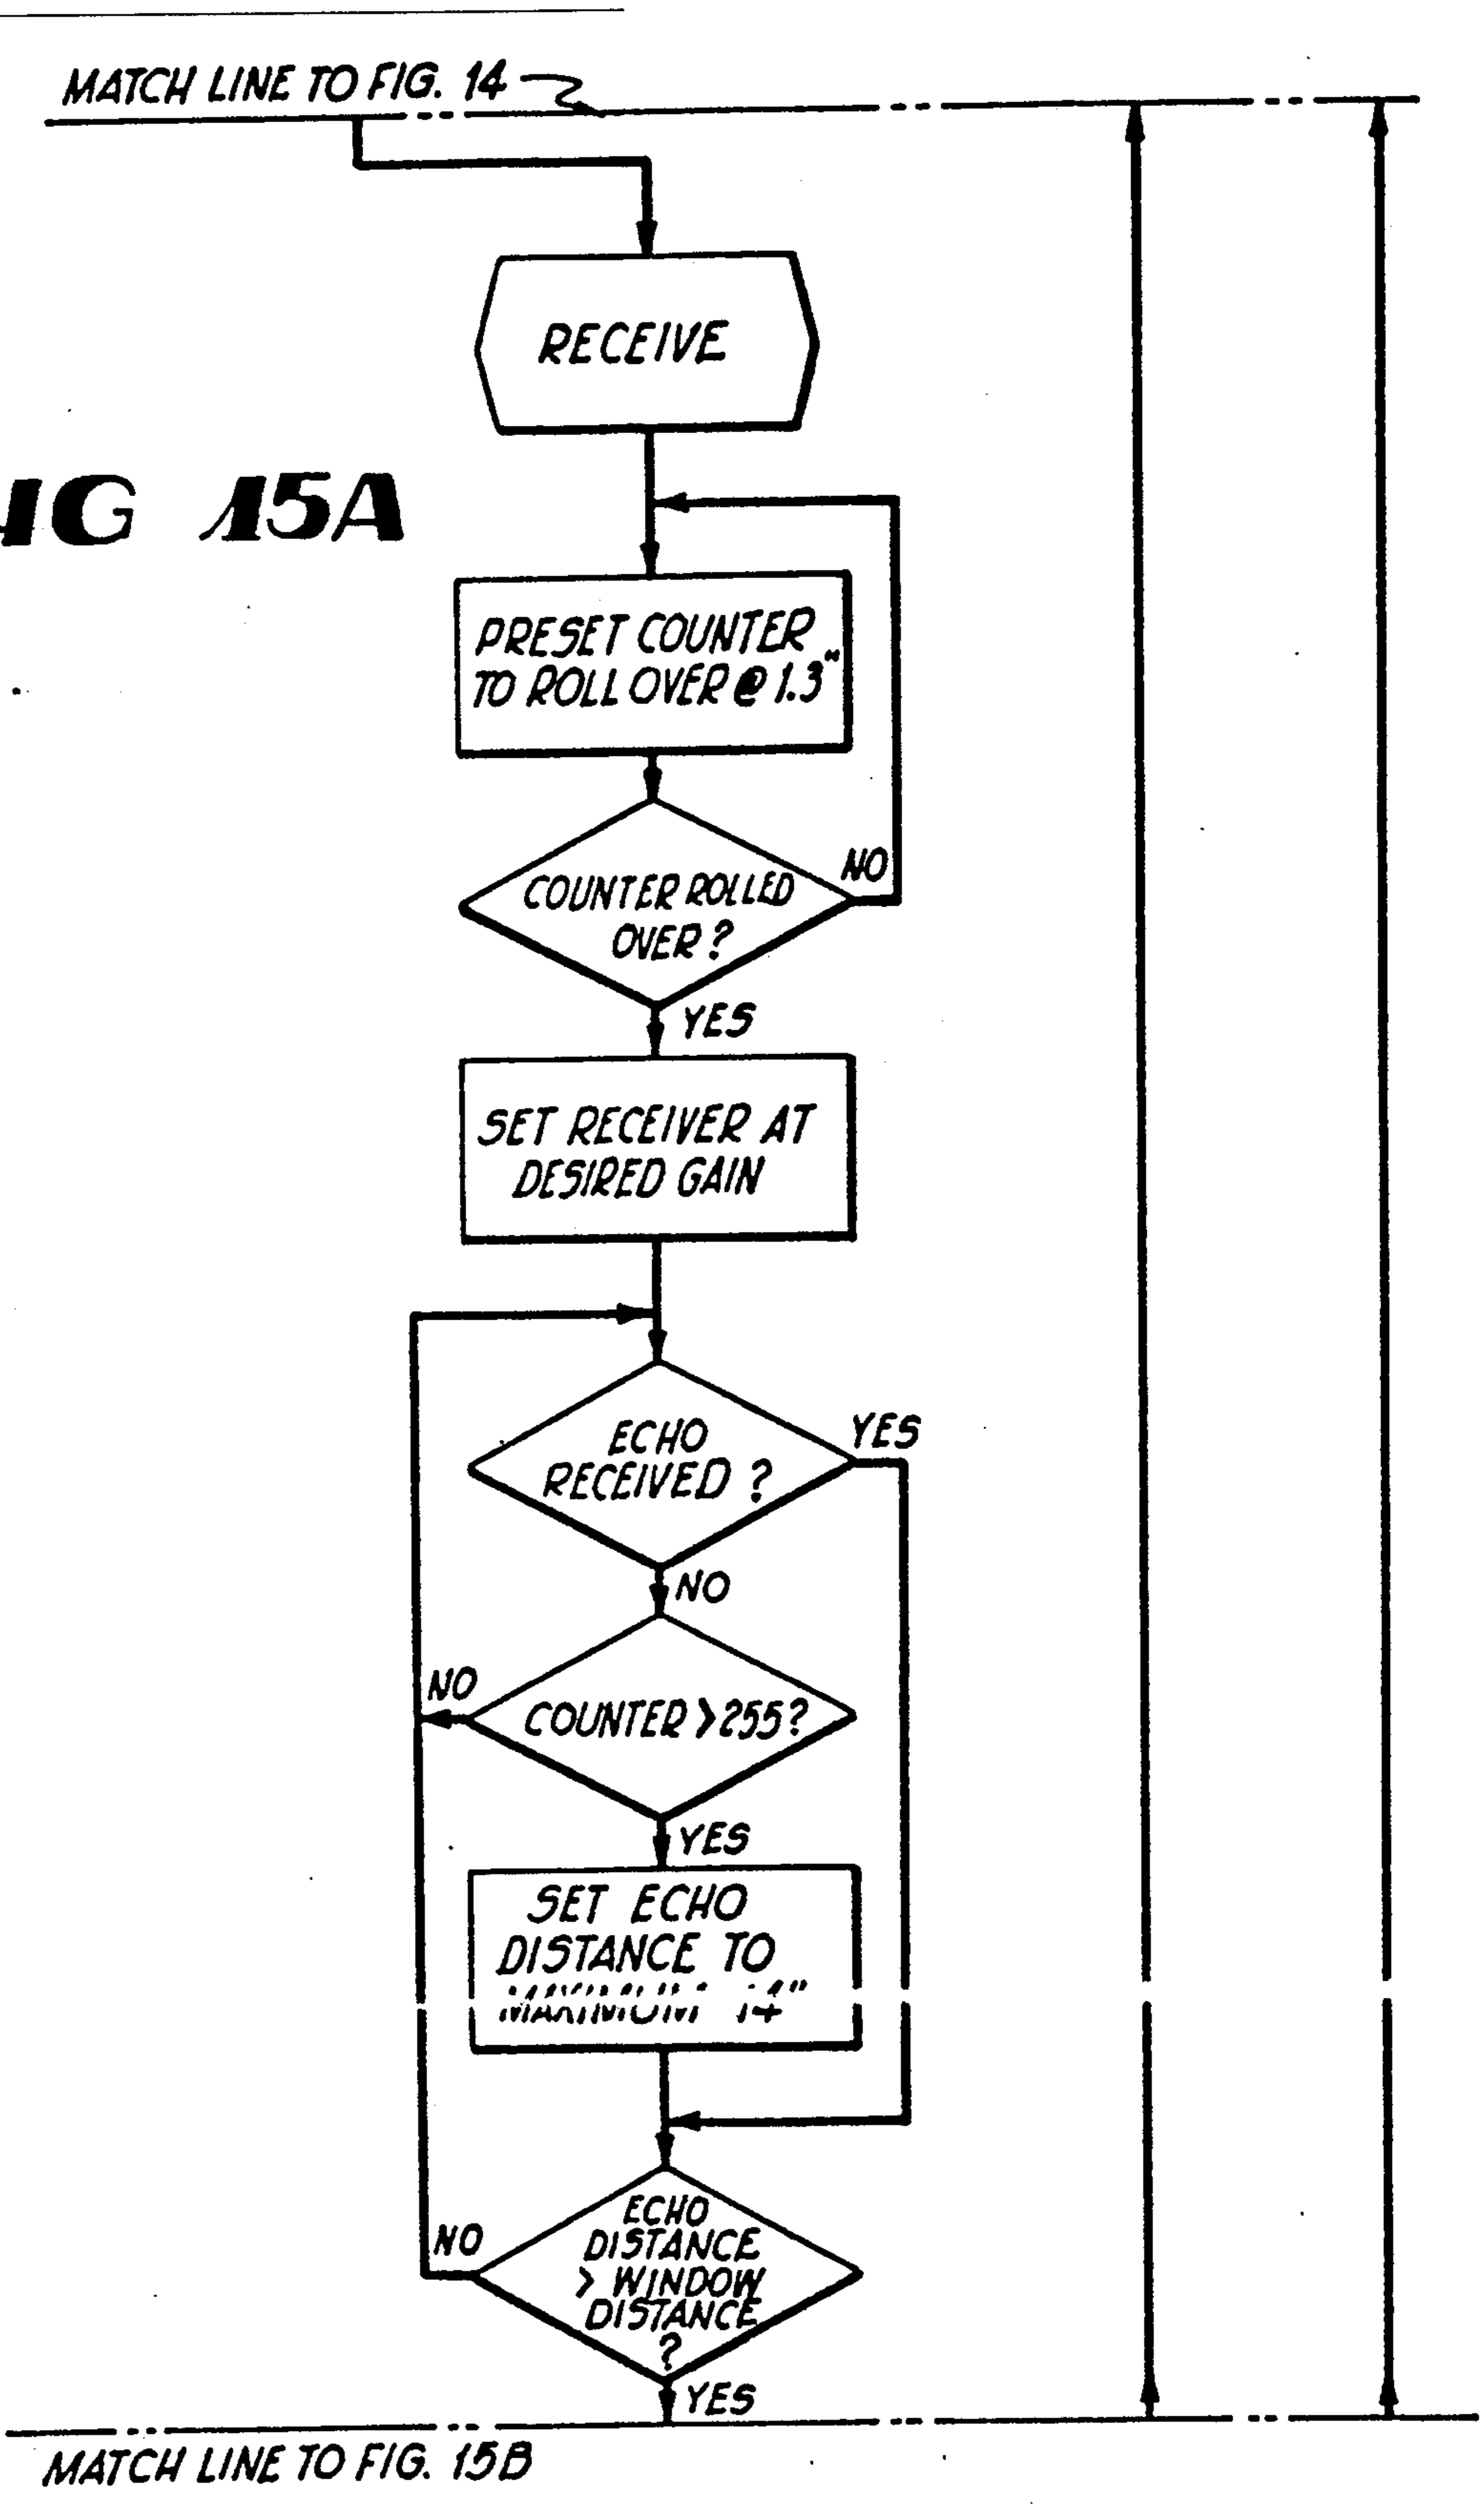 MATCH LINE TO FIG. 14
RECEIVE
IG 15A
PRESET COUNTER
TO ROLL OVER @ 1.3"
COUNTER ROLLED
OVER?
NO
YES
SET RECEIVER AT
DESIRED GAIN
ECHO
RECEIVED ?
YES
NO
COUNTER >255?
NO
YES
SET ECHO
DISTANCE TO
MAXIMUM 14"
ECHO
DISTANCE
> WINDOW
DISTANCE
?
NO
YES
MATCH LINE TO FIG. 15B